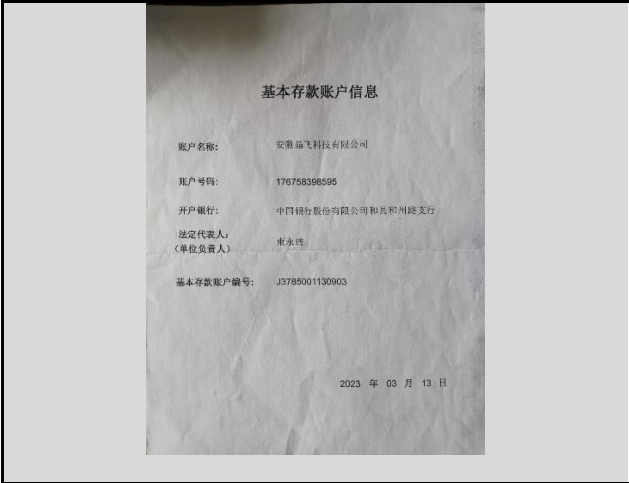 基本存款账户信息
账户名称: 安徽晶飞科技有限公司
账户号码: 176758398595
开户银行: 中国银行股份有限公司和县和州路支行
法定代表人: 束永
(单位负责人)
基本存款账户编号: J3785001130903
2023 年 03 月 13 日